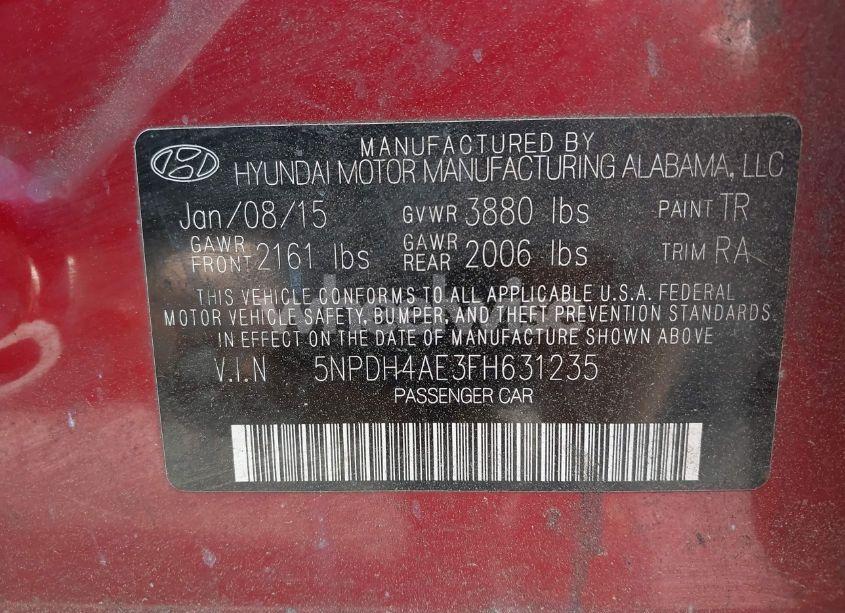 MANUFACTURED BY
HYUNDAI MOTOR MANUFACTURING ALABAMA, LLC
Jan/08/15 GVWR 3880 lbs PAINT TR
GAWR FRONT 2161 lbs GAWR REAR 2006 lbs TRIM RA
THIS VEHICLE CONFORMS TO ALL APPLICABLE U.S.A. FEDERAL
MOTOR VEHICLE SAFETY, BUMPER, AND THEFT PREVENTION STANDARDS
IN EFFECT ON THE DATE OF MANUFACTURE SHOWN ABOVE
V.I.N 5NPDH4AE3FH631235
PASSENGER CAR